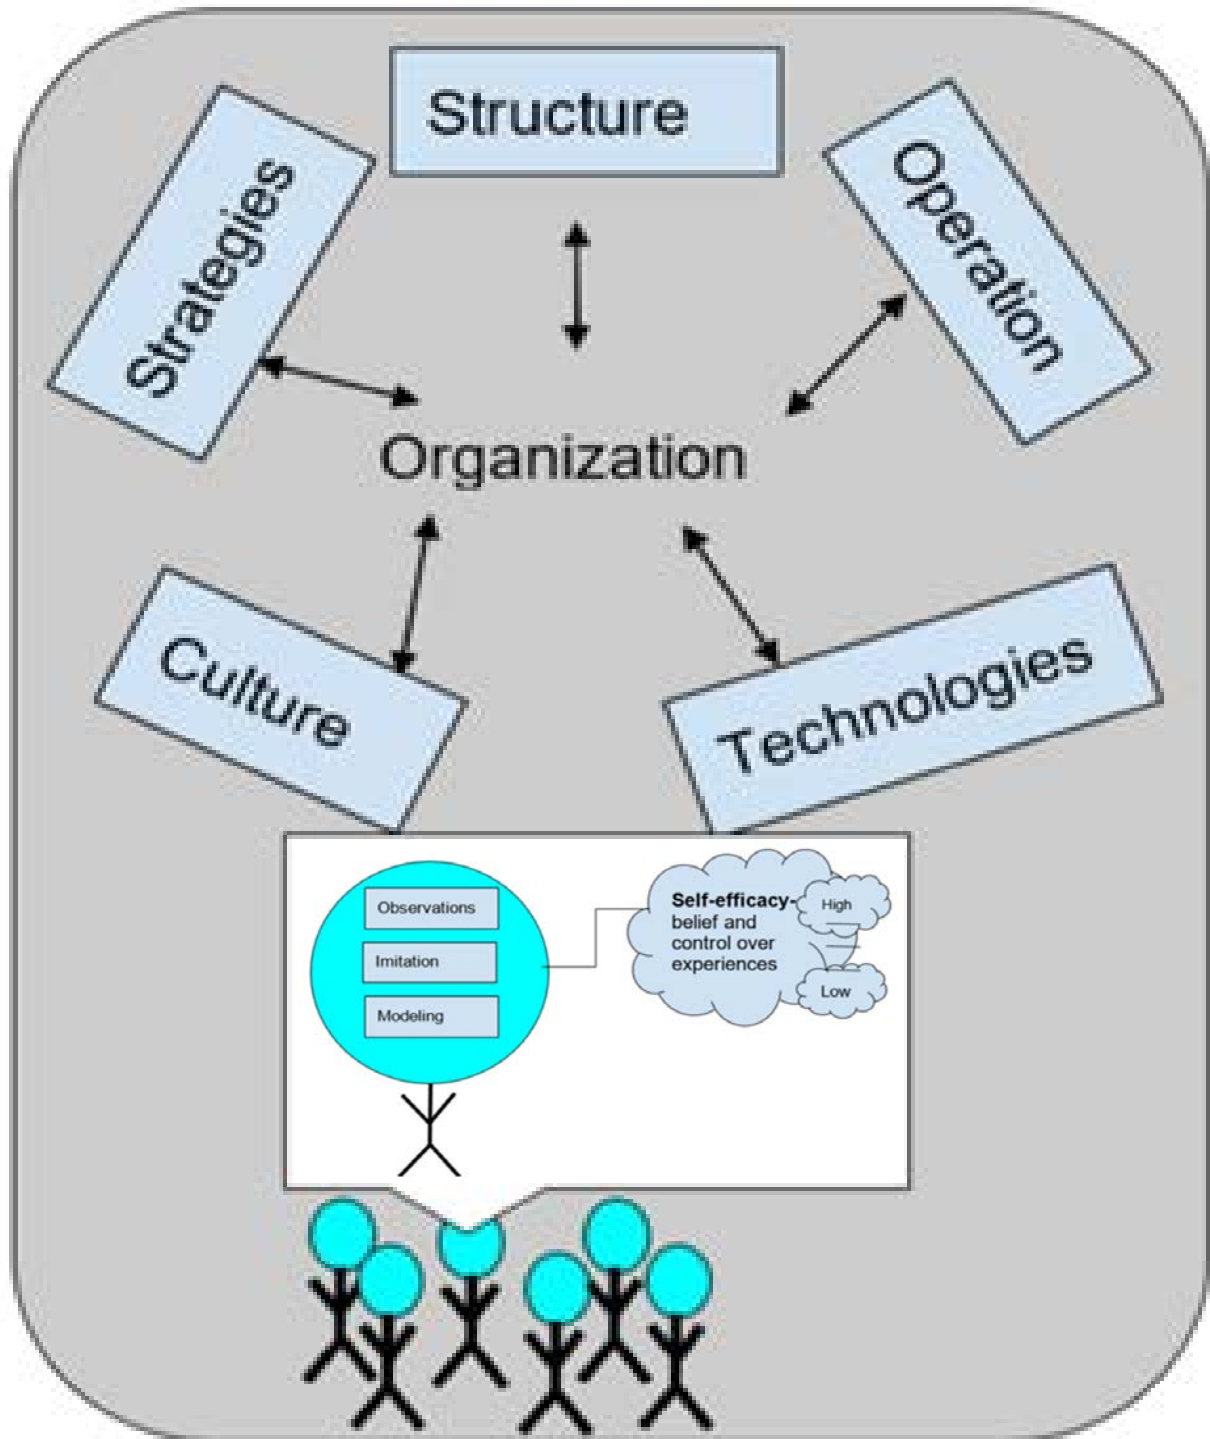 Structure
Strategies
Operation
Organization
Culture
Technologies
Observations
Imitation
Modeling
Self-efficacy-
belief and
control over
experiences
High
Low